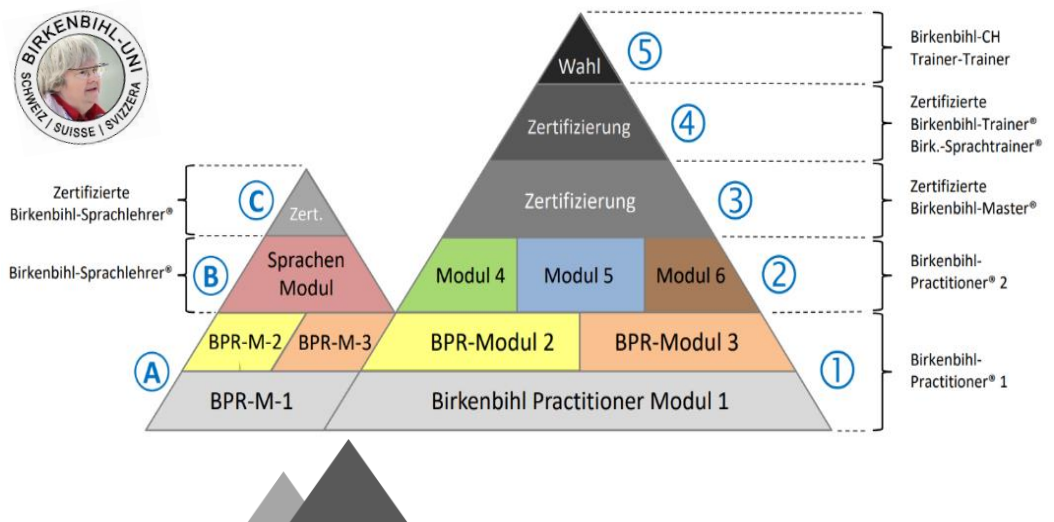 BIRKENBIHL-UNI
SCHWEIZ | SUISSE | SVIZZERA
Wahl
5
Birkenbihl-CH
Trainer-Trainer
Zertifizierung
4
Zertifizierte
Birkenbihl-Trainer®
Birk.-Sprachtrainer®
Zertifizierung
3
Zertifizierte
Birkenbihl-Master®
Modul 4
Modul 5
Modul 6
2
Birkenbihl-
Practitioner® 2
BPR-Modul 2
BPR-Modul 3
1
Birkenbihl-
Practitioner® 1
Birkenbihl Practitioner Modul 1
Zertifizierte
Birkenbihl-Sprachlehrer®
C
Zert.
Birkenbihl-Sprachlehrer®
B
Sprachen
Modul
A
BPR-M-2
BPR-M-3
BPR-M-1